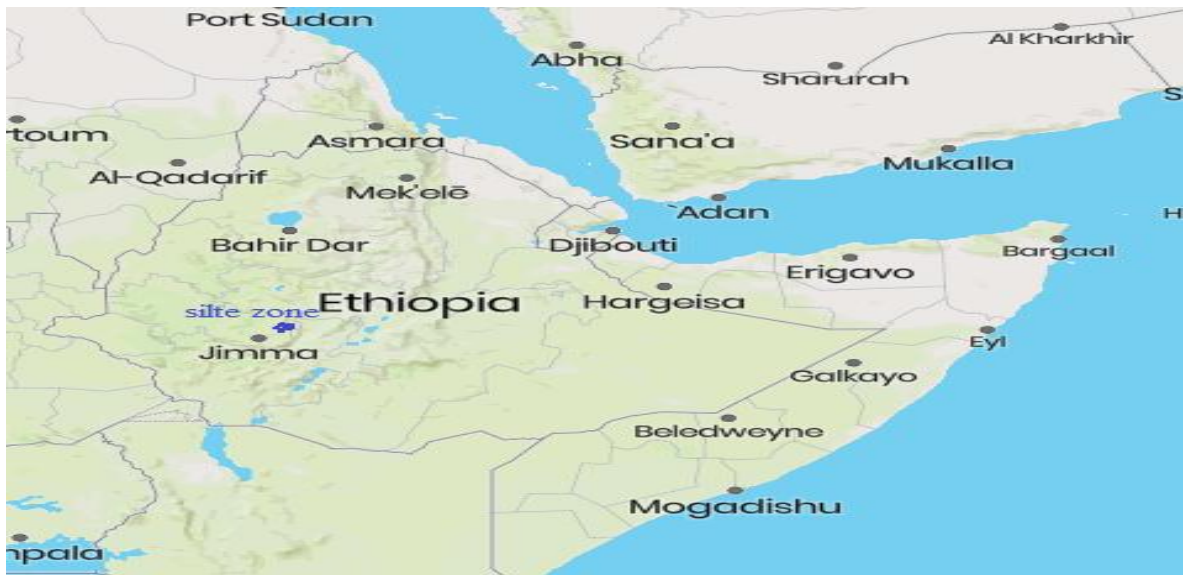 Port Sudan
Al Kharkhir
Abha
Sharurah
rtoum
Asmara
Sana'a
Mukalla
Al-Qadarif
Mek'elē
Adan
Bahir Dar
Djibouti
Bargaal
Erigavo
Ethiopia
Hargeisa
silte zone
Jimma
Eyl
Galkayo
Beledweyne
Mogadishu
npala